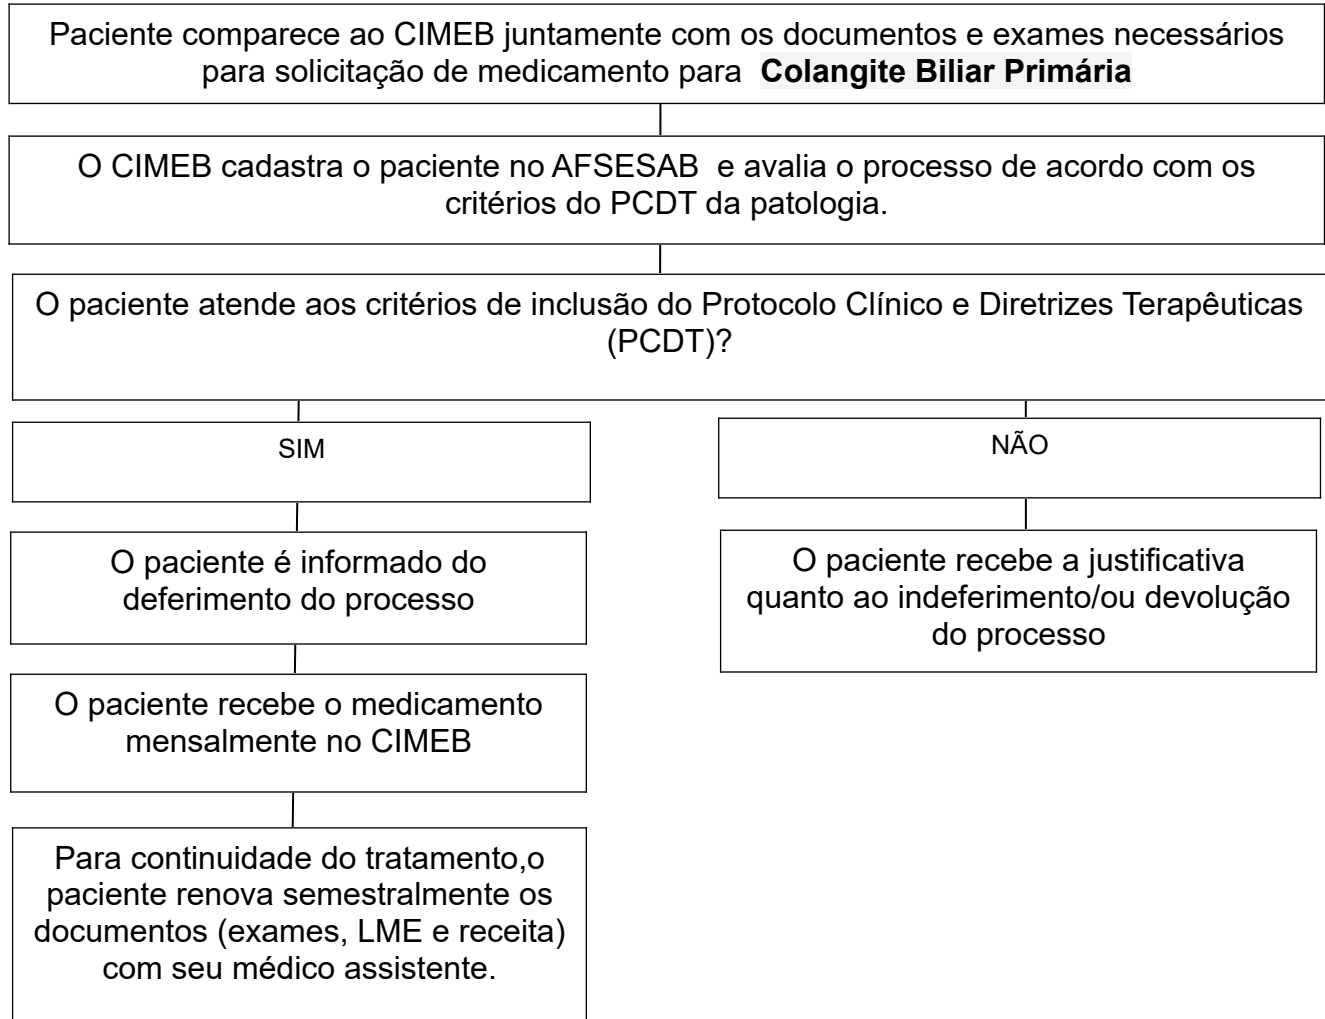 Paciente comparece ao CIMEB juntamente com os documentos e exames necessários
para solicitação de medicamento para Colangite Biliar Primária
O CIMEB cadastra o paciente no AFSESAB e avalia o processo de acordo com os
critérios do PCDT da patologia.
O paciente atende aos critérios de inclusão do Protocolo Clínico e Diretrizes Terapêuticas
(PCDT)?
SIM
O paciente é informado do
deferimento do processo
O paciente recebe o medicamento
mensalmente no CIMEB
Para continuidade do tratamento,o
paciente renova semestralmente os
documentos (exames, LME e receita)
com seu médico assistente.
NÃO
O paciente recebe a justificativa
quanto ao indeferimento/ou devolução
do processo